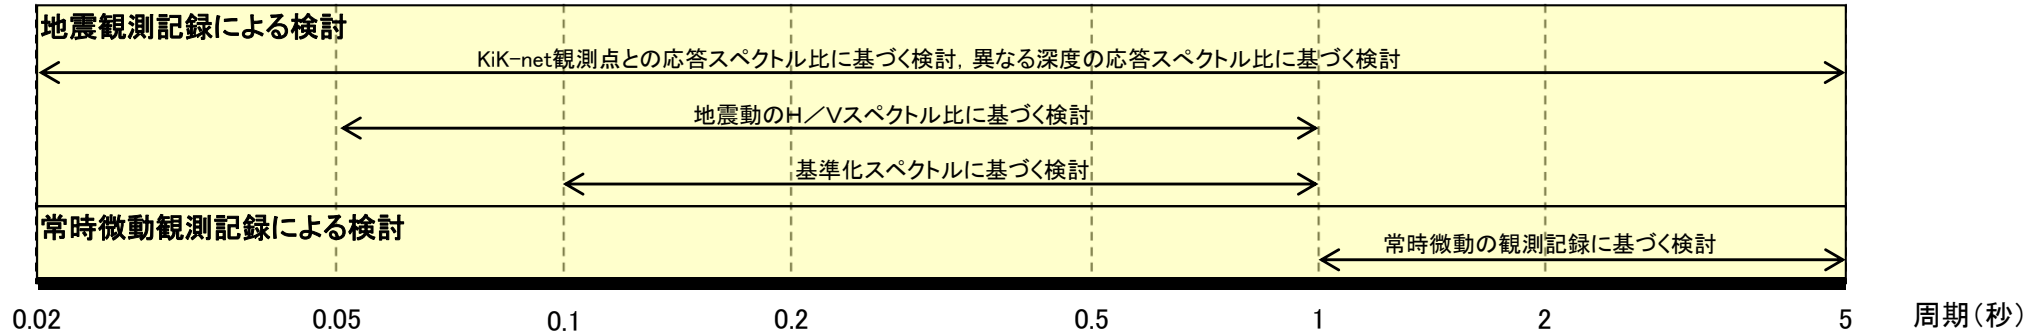 地震観測記録による検討
KiK-net観測点との応答スペクトル比に基づく検討，異なる深度の応答スペクトル比に基づく検討
地震動のH／Vスペクトル比に基づく検討
基準化スペクトルに基づく検討
常時微動観測記録による検討
常時微動の観測記録に基づく検討
0.02 0.05 0.1 0.2 0.5 1 2 5 周期（秒）